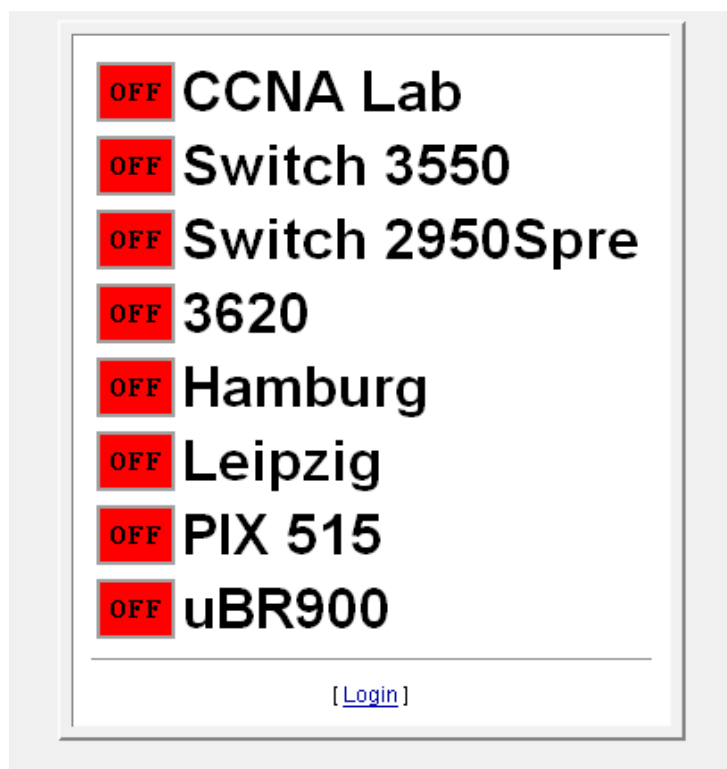 OFF CCNA Lab
OFF Switch 3550
OFF Switch 2950Spre
OFF 3620
OFF Hamburg
OFF Leipzig
OFF PIX 515
OFF uBR900
[ Login ]